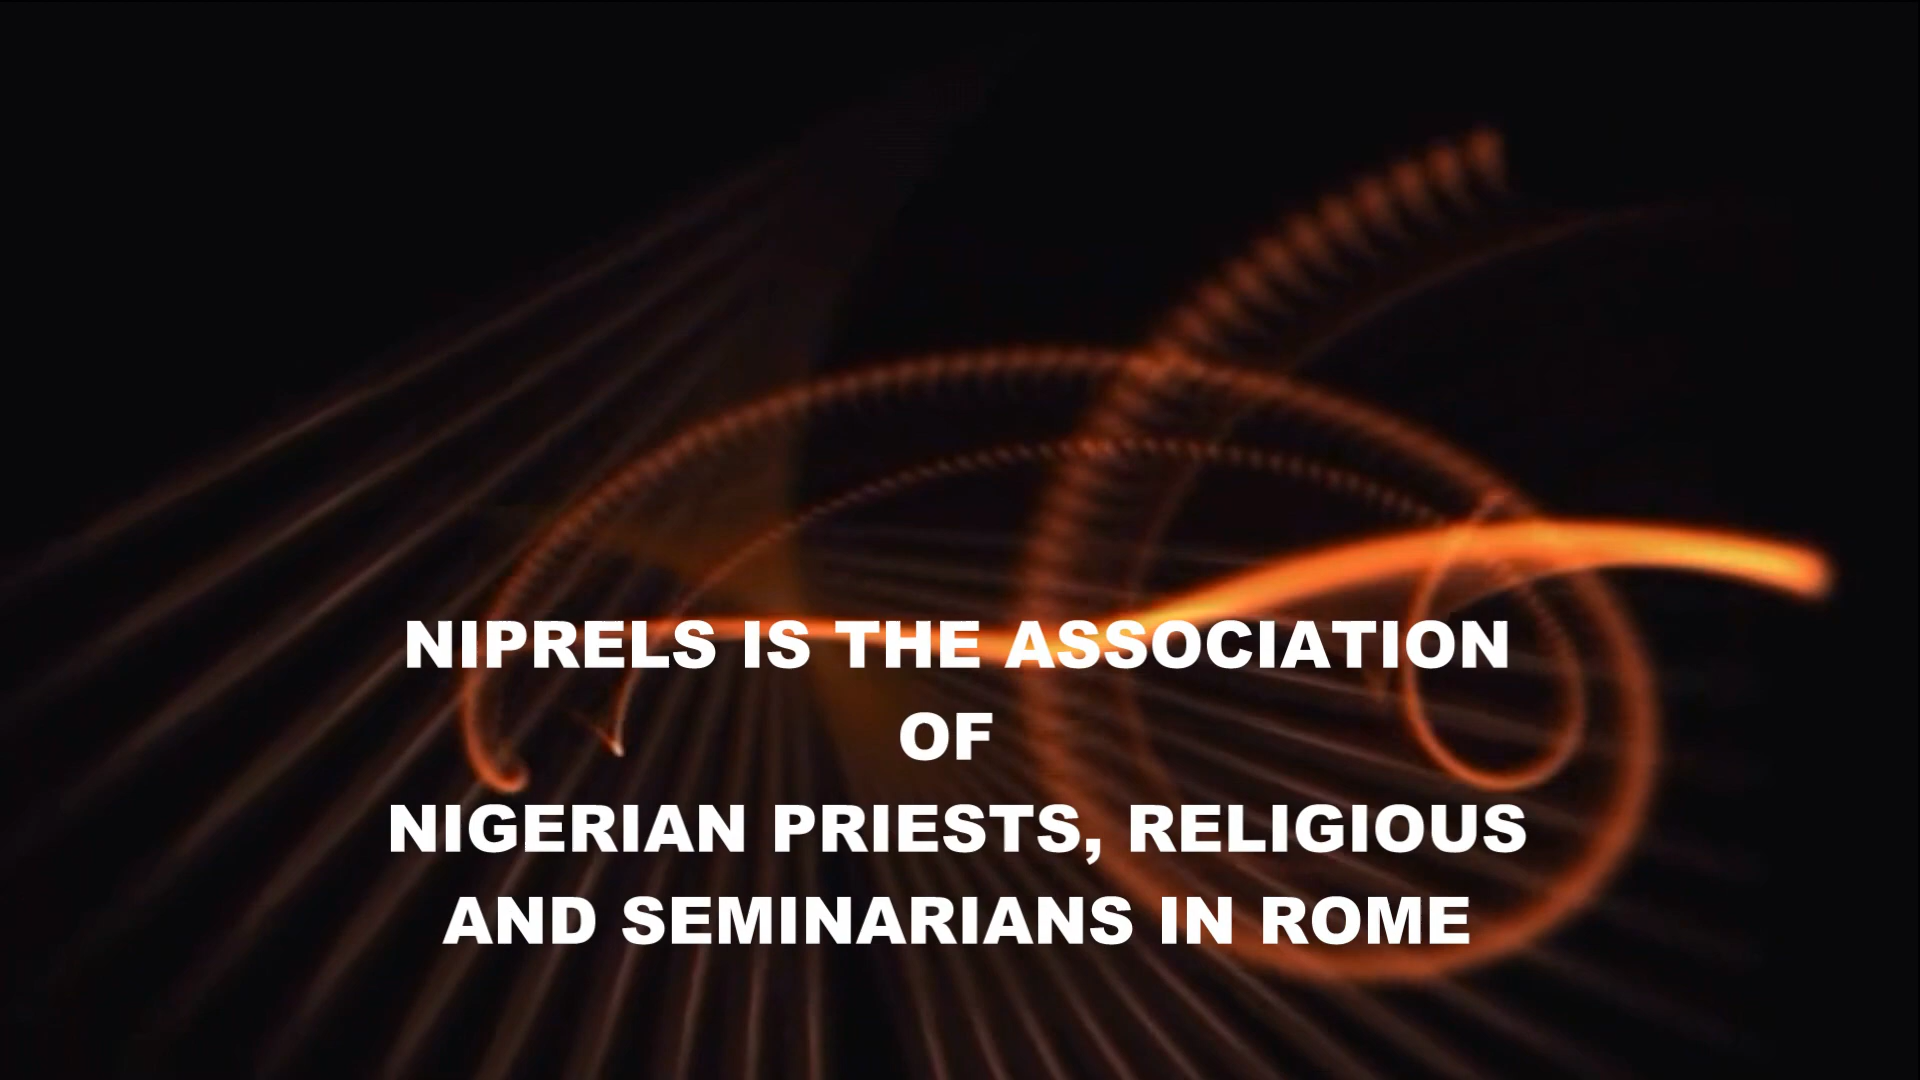 NIPRELS IS THE ASSOCIATION
OF
NIGERIAN PRIESTS, RELIGIOUS
AND SEMINARIANS IN ROME